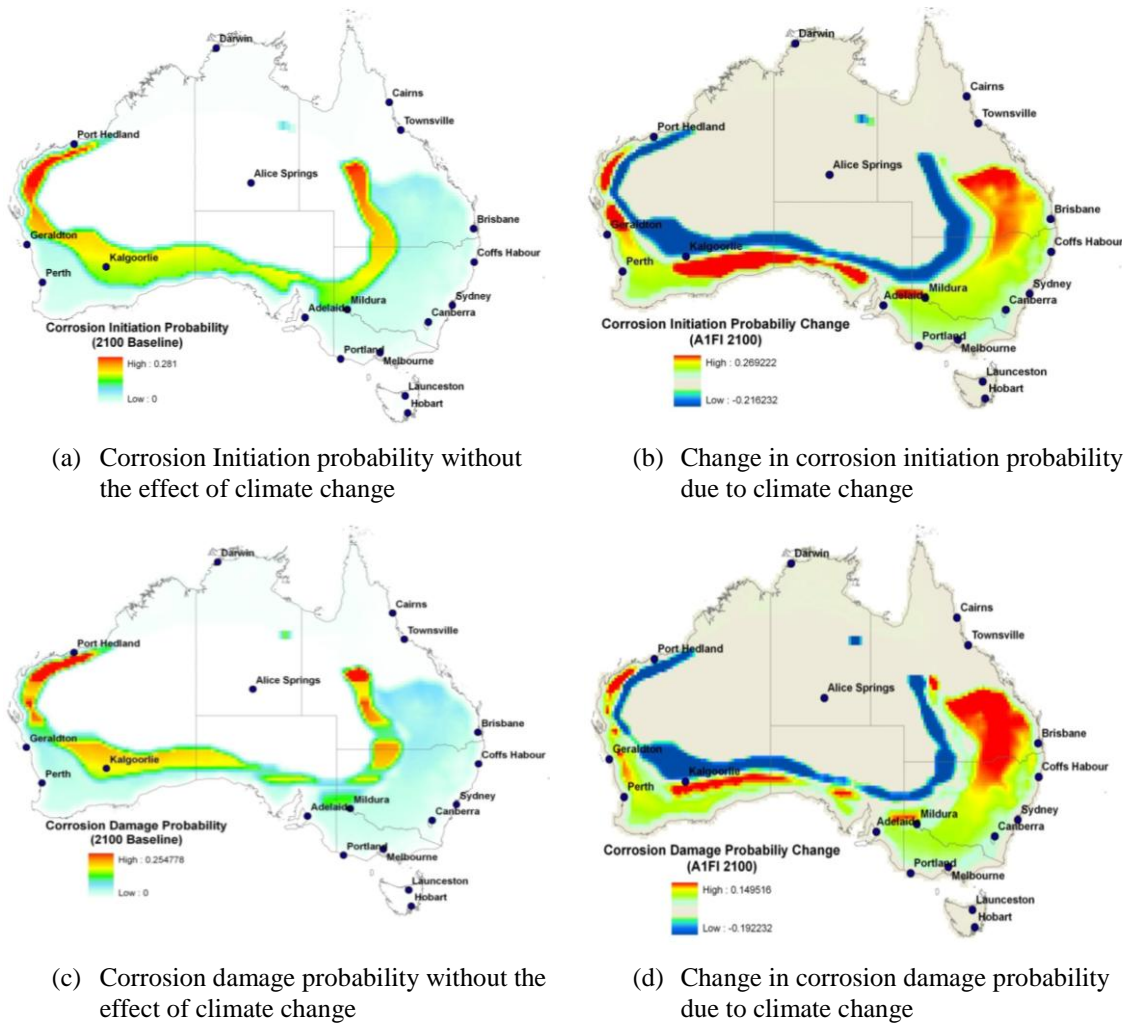 Darwin
Cairns
Townsville
Port Hedland
Alice Springs
Brisbane
Geraldton
Coffs Habour
Kalgoorlie
Perth
Sydney
Adelaide
Mildura
Canberra
Corrosion Initiation Probability
(2100 Baseline)
High : 0.281
Low : 0
Portland
Melbourne
Launceston
Hobart
(a) Corrosion Initiation probability without
the effect of climate change
Darwin
Cairns
Townsville
Port Hedland
Alice Springs
Brisbane
Geraldton
Coffs Habour
Kalgoorlie
Perth
Sydney
Adelaide
Mildura
Canberra
Corrosion Initiation Probabiliy Change
(A1FI 2100)
High : 0.269222
Low : -0.216232
Portland
Melbourne
Launceston
Hobart
(b) Change in corrosion initiation probability
due to climate change
Darwin
Cairns
Townsville
Port Hedland
Alice Springs
Brisbane
Geraldton
Coffs Habour
Kalgoorlie
Perth
Sydney
Adelaide
Mildura
Canberra
Corrosion Damage Probability
(2100 Baseline)
High : 0.254778
Low : 0
Melbourne
Launceston
Hobart
(c) Corrosion damage probability without the
effect of climate change
Darwin
Cairns
Townsville
Port Hedland
Alice Springs
Brisbane
Geraldton
Coffs Habour
Kalgoorlie
Perth
Sydney
Adelaide
Mildura
Canberra
Corrosion Damage Probabiliy Change
(A1FI 2100)
High : 0.149516
Low : -0.192232
Portland
Melbourne
Launceston
Hobart
(d) Change in corrosion damage probability
due to climate change